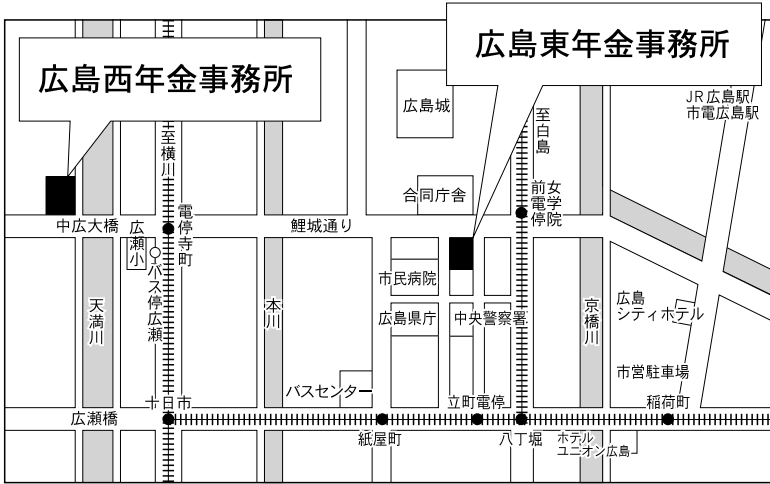 広島西年金事務所
広島東年金事務所
広島城
至横川
至白島
JR広島駅
市電広島駅
合同庁舎
女学院前
電停
中広大橋
広瀬小
寺町
電停
鯉城通り
バス停広瀬
市民病院
天満川
本川
広島県庁
中央警察署
京橋川
広島
シティホテル
バスセンター
市営駐車場
広瀬橋
十日市
立町電停
稲荷町
紙屋町
八丁堀
ホテル
ユニオン広島